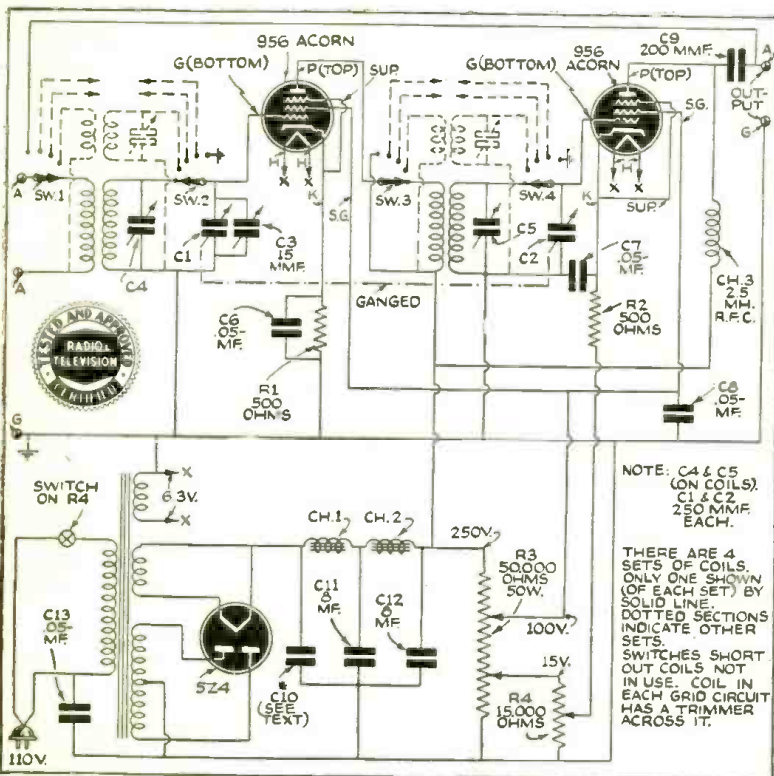 956 ACORN
G(BOTTOM)
P(TOP)
SUP.
956
ACORN
G(BOTTOM)
P(TOP)
C9
200 MMF.
A
OUT-
PUT
S.G.
G
H
H
X
X
K
S.G.
H
X
X
K
SUP.
A
SW.1
SW.2
C4
C1
C3
15
MMF.
SW.3
SW.4
C5
C2
C7
.05-
MF.
A
GANGED
C6
.05-
MF.
R1
500
OHMS
R2
500
OHMS
CH.3
2.5
MH.
R.F.C.
C8
.05-
MF.
TESTED AND APPROVED
RADIO &
TELEVISION
CERTIFIED
G
SWITCH
ON R4
X
6.3V.
X
CH.1
CH.2
250V.
C13
.05-
MF.
5Z4
C10
(SEE
TEXT)
C11
8
MF.
C12
8
MF.
R3
50,000
OHMS
50W.
100V.
15V.
R4
15,000
OHMS
110V.
NOTE: C4 & C5
(ON COILS).
C1 & C2
250 MMF.
EACH.
THERE ARE 4
SETS OF COILS.
ONLY ONE SHOWN
(OF EACH SET) BY
SOLID LINE.
DOTTED SECTIONS
INDICATE OTHER
SETS.
SWITCHES SHORT
OUT COILS NOT
IN USE. COIL IN
EACH GRID CIRCUIT
HAS A TRIMMER
ACROSS IT.